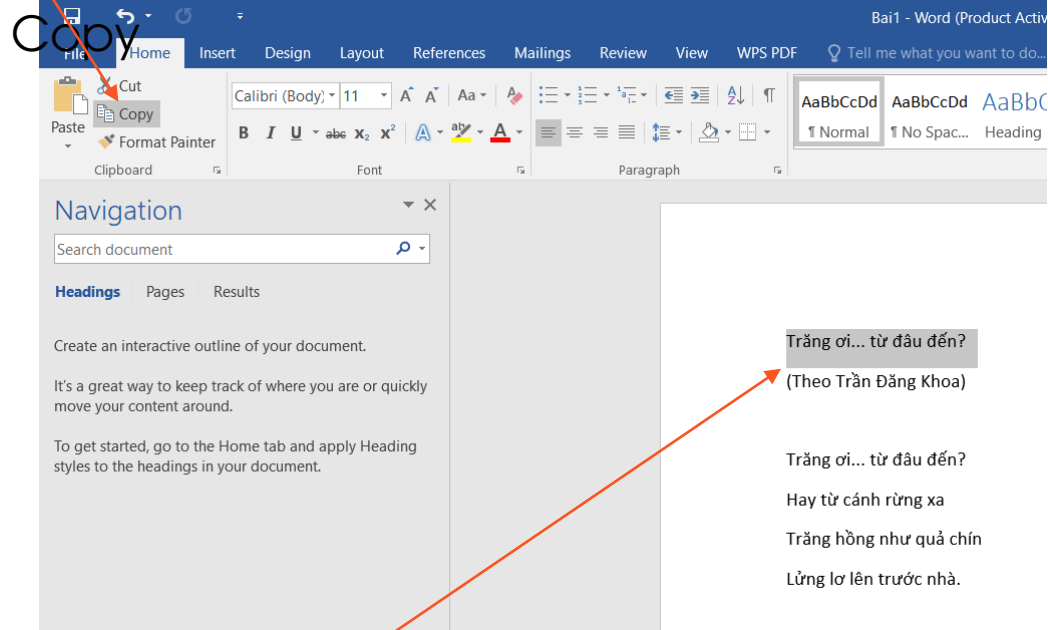 Bai1 - Word (Product Activ
Copy
File Home Insert Design Layout References Mailings Review View WPS PDF Tell me what you want to do...
Cut
Copy
Format Painter
Paste
Calibri (Body) 11 Aa
B I U abc X₂ X² A aby A
AaBbCcDd AaBbCcDd AaBbC
¶ Normal ¶ No Spac... Heading
Clipboard Font Paragraph
Navigation
Search document
Headings Pages Results
Create an interactive outline of your document.
It's a great way to keep track of where you are or quickly
move your content around.
To get started, go to the Home tab and apply Heading
styles to the headings in your document.
Trăng ơi... từ đâu đến?
(Theo Trần Đăng Khoa)
Trăng ơi... từ đâu đến?
Hay từ cánh rừng xa
Trăng hồng như quả chín
Lửng lơ lên trước nhà.